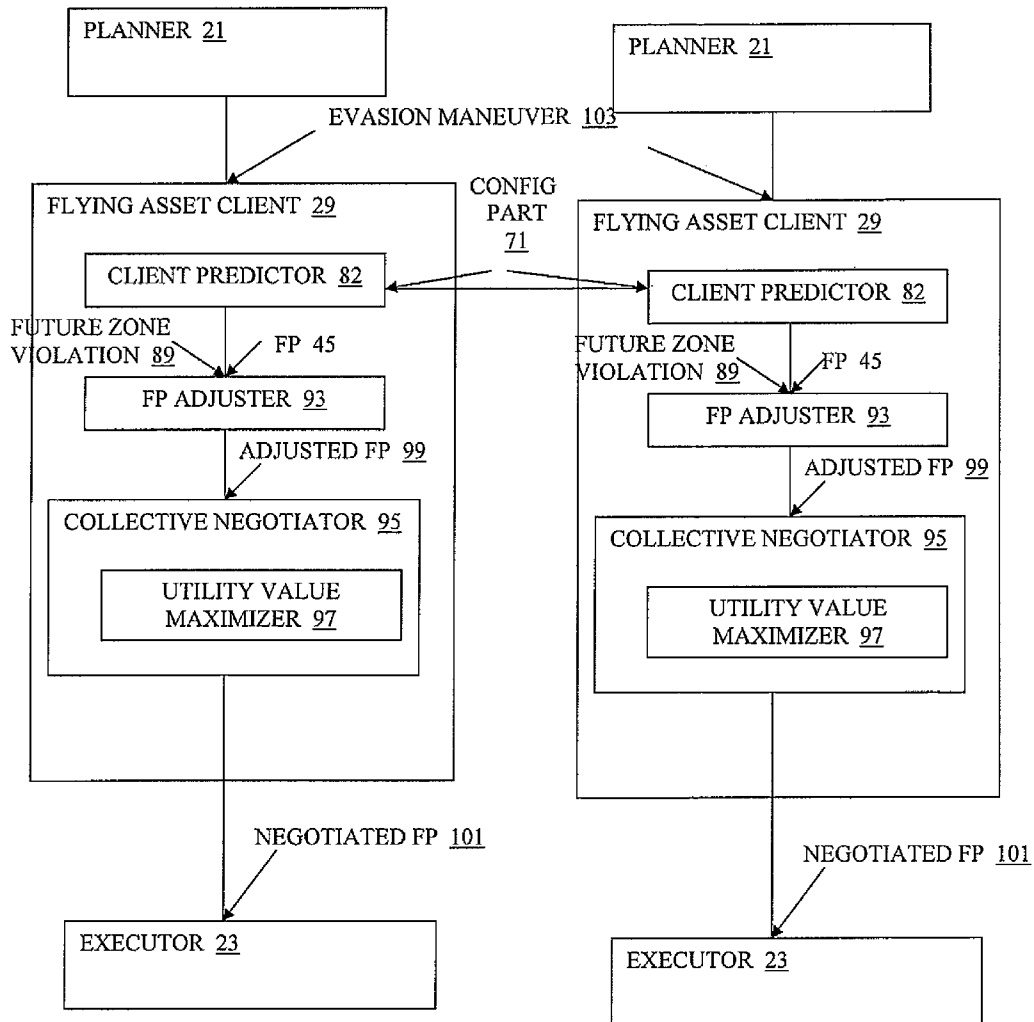 PLANNER 21
PLANNER 21
EVASION MANEUVER 103
CONFIG
PART
71
FLYING ASSET CLIENT 29
CLIENT PREDICTOR 82
FUTURE ZONE
VIOLATION 89
FP 45
FP ADJUSTER 93
ADJUSTED FP 99
COLLECTIVE NEGOTIATOR 95
UTILITY VALUE
MAXIMIZER 97
NEGOTIATED FP 101
EXECUTOR 23
FLYING ASSET CLIENT 29
CLIENT PREDICTOR 82
FUTURE ZONE
VIOLATION 89
FP 45
FP ADJUSTER 93
ADJUSTED FP 99
COLLECTIVE NEGOTIATOR 95
UTILITY VALUE
MAXIMIZER 97
NEGOTIATED FP 101
EXECUTOR 23